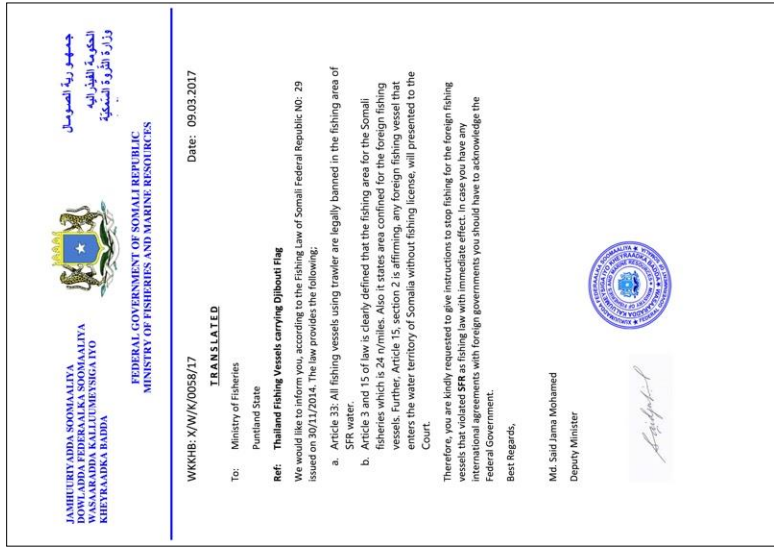 JAMHUURIYADDA SOOMAALIYA
DOWLADDA FEDERAALKA SOOMAALIYA
WASAARADDA KALLUUMEYSIGA IYO
KHEYRAADKA BADDA
جمهورية الصومال
الحكومة الفيدرالية
وزارة الثروة السمكية
FEDERAL GOVERNMENT OF SOMALI REPUBLIC
MINISTRY OF FISHERIES AND MARINE RESOURCES
WKKHB: X/W/K/0058/17 Date: 09.03.2017
TRANSLATED
To: Ministry of Fisheries
Puntland State
Ref: Thailand Fishing Vessels carrying Djibouti Flag
We would like to inform you, according to the Fishing Law of Somali Federal Republic N0: 29
issued on 30/11/2014. The law provides the following;
a. Article 33: All fishing vessels using trawler are legally banned in the fishing area of
SFR water.
b. Article 3 and 15 of law is clearly defined that the fishing area for the Somali
fisheries which is 24 n/miles. Also it states area confined for the foreign fishing
vessels. Further, Article 15, section 2 is affirming, any foreign fishing vessel that
enters the water territory of Somalia without fishing license, will presented to the
Court.
Therefore, you are kindly requested to give instructions to stop fishing for the foreign fishing
vessels that violated SFR as fishing law with immediate effect. In case you have any
international agreements with foreign governments you should have to acknowledge the
Federal Government.
Best Regards,
Md. Said Jama Mohamed
Deputy Minister